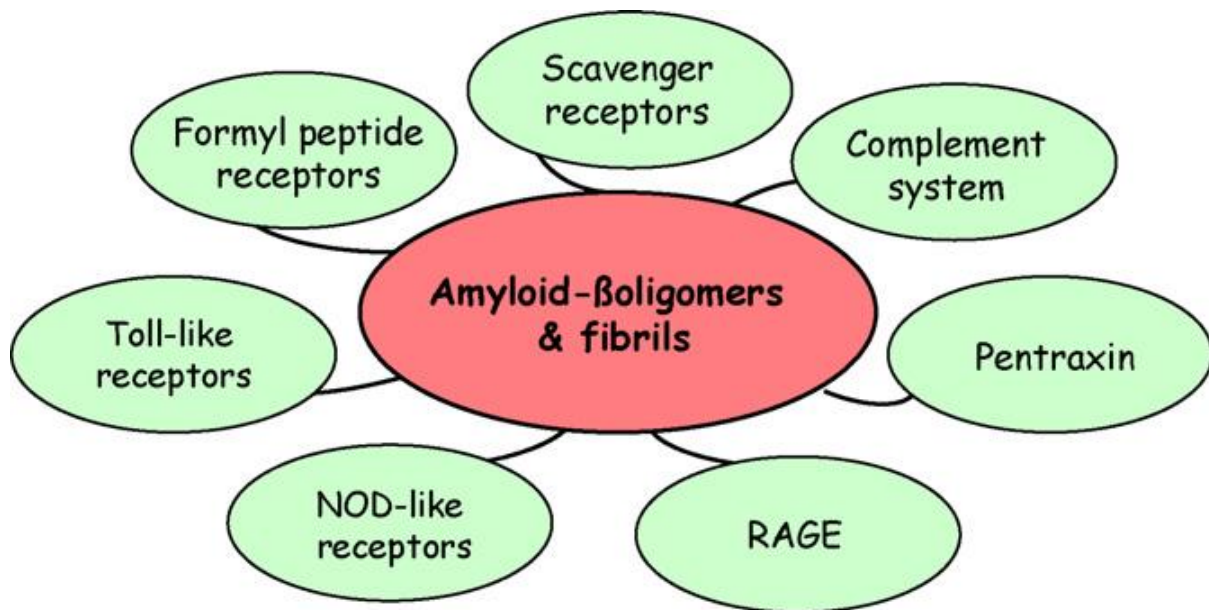 Scavenger
receptors
Formyl peptide
receptors
Complement
system
Amyloid-ßoligomers
& fibrils
Toll-like
receptors
Pentraxin
NOD-like
receptors
RAGE